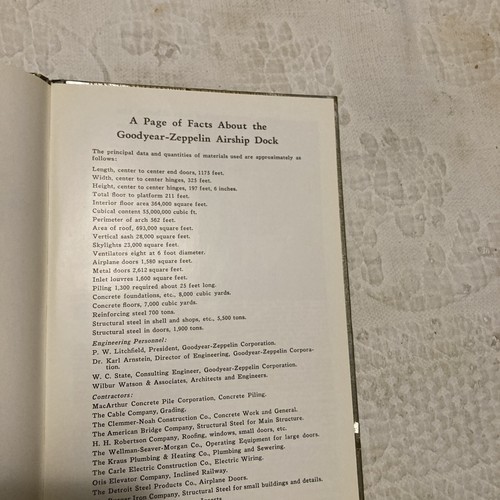 A Page of Facts About the
Goodyear-Zeppelin Airship Dock
The principal data and quantities of materials used are approximately as
follows:
Length, center to center end doors, 1175 feet.
Width, center to center hinges, 325 feet.
Height, center to center hinges, 197 feet, 6 inches.
Total floor to platform 211 feet.
Interior floor area 364,000 square feet.
Cubical content 55,000,000 cubic ft.
Perimeter of arch 562 feet.
Area of roof, 693,000 square feet.
Vertical sash 28,000 square feet.
Skylights 23,000 square feet.
Ventilators eight at 6 foot diameter.
Airplane doors 1,580 square feet.
Metal doors 2,612 square feet.
Inlet louvres 1,600 square feet.
Piling 1,300 required about 25 feet long.
Concrete foundations, etc., 8,000 cubic yards.
Concrete floors, 7,000 cubic yards.
Reinforcing steel 700 tons.
Structural steel in shell and shops, etc., 5,500 tons.
Structural steel in doors, 1,900 tons.
Engineering Personnel:
P. W. Litchfield, President, Goodyear-Zeppelin Corporation.
Dr. Karl Arnstein, Director of Engineering, Goodyear-Zeppelin Corpora-
tion.
W. C. State, Consulting Engineer, Goodyear-Zeppelin Corporation.
Wilbur Watson & Associates, Architects and Engineers.
Contractors:
MacArthur Concrete Pile Corporation, Concrete Piling.
The Cable Company, Grading.
The Clemmer-Noah Construction Co., Concrete Work and General.
The American Bridge Company, Structural Steel for Main Structure.
H. H. Robertson Company, Roofing, windows, small doors, etc.
The Wellman-Seaver-Morgan Co., Operating Equipment for large doors.
The Kraus Plumbing & Heating Co., Plumbing and Sewering.
The Carle Electric Construction Co., Electric Wiring.
Otis Elevator Company, Inclined Railway.
The Detroit Steel Products Co., Airplane Doors.
Iron Company, Structural Steel for small buildings and details.